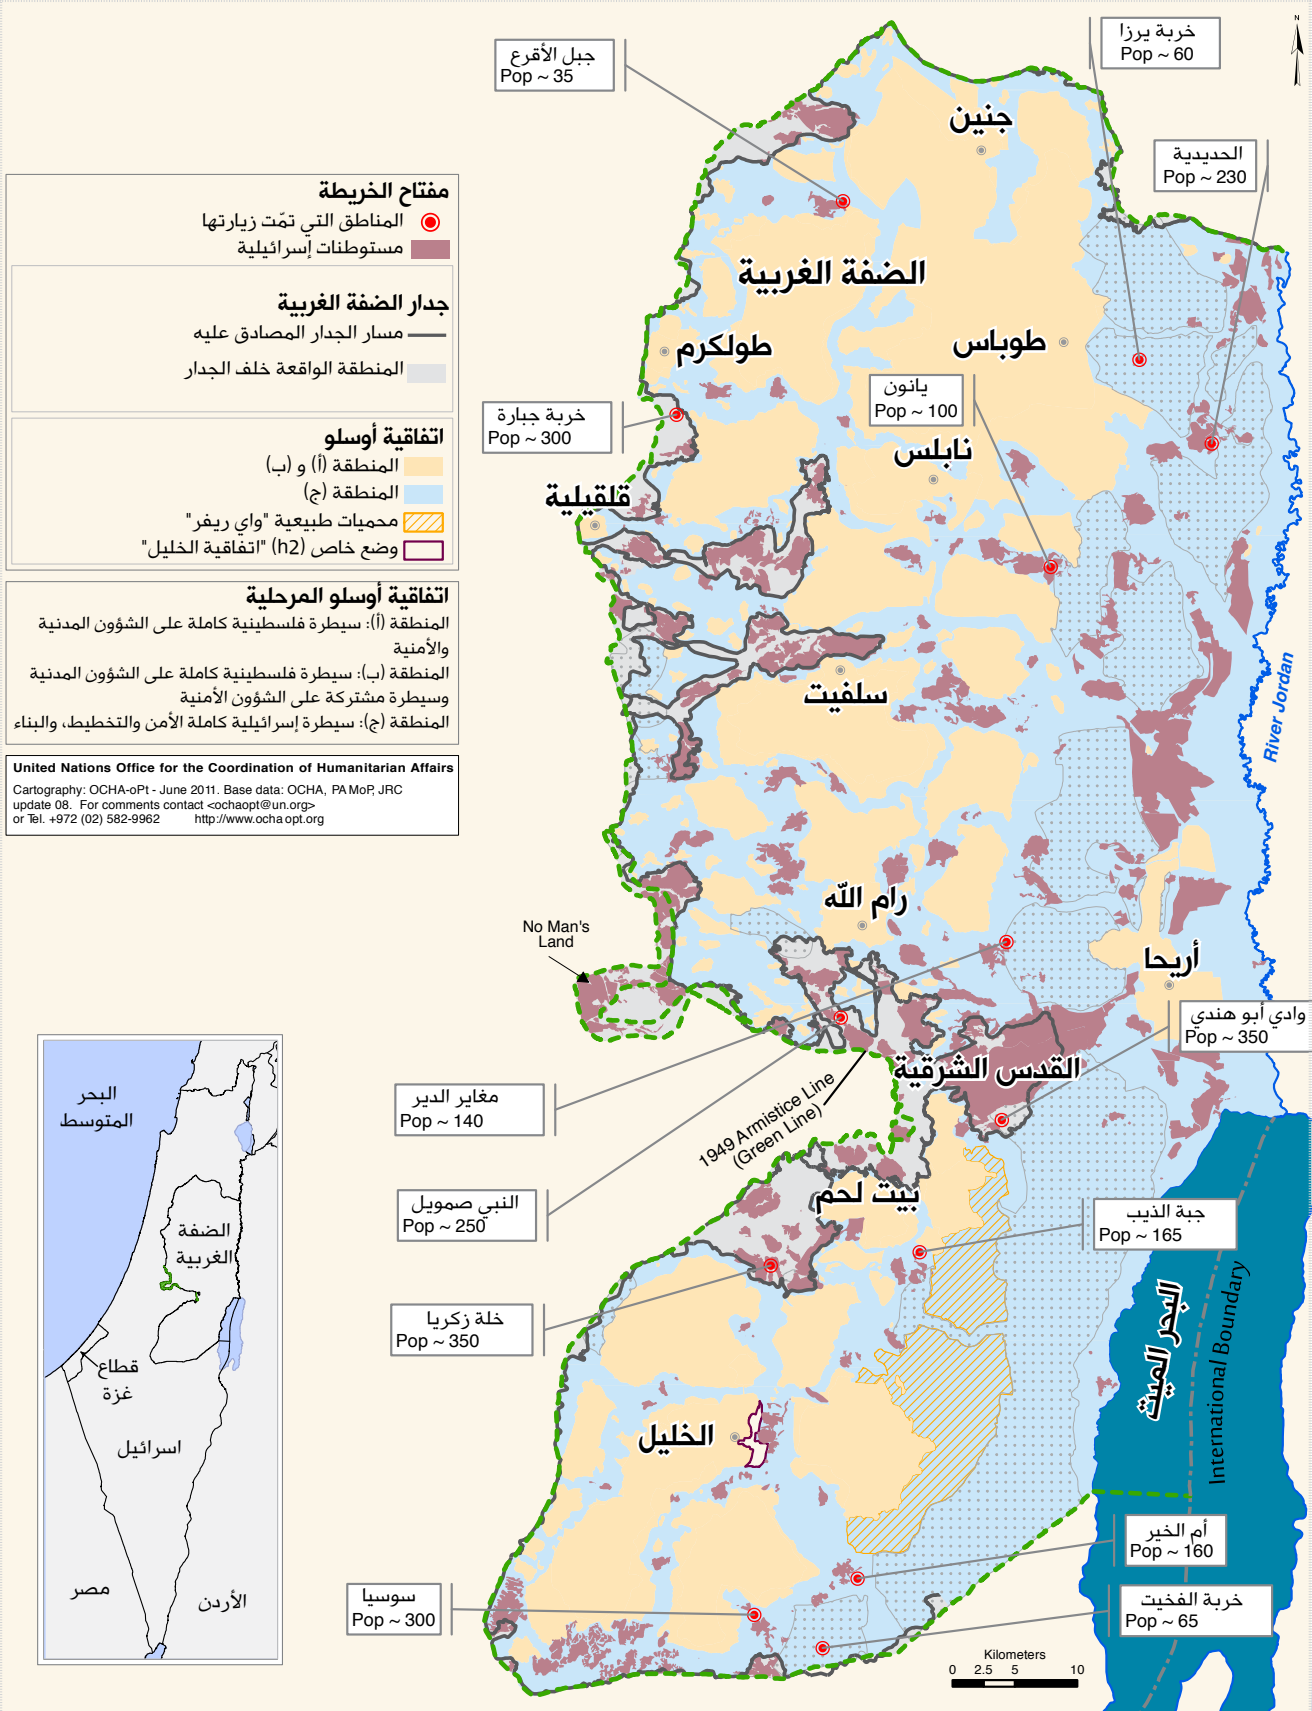 N
جبل الأقرع
Pop ~ 35
خربة يرزا
Pop ~ 60
الحديدية
Pop ~ 230
جنين
الضفة الغربية
طولكرم
طوباس
يانون
Pop ~ 100
خربة جبارة
Pop ~ 300
نابلس
قلقيلية
سلفيت
River Jordan
رام الله
أريحا
No Man's
Land
وادي أبو هندي
Pop ~ 350
القدس الشرقية
مغاير الدير
Pop ~ 140
1949 Armistice Line
(Green Line)
النبي صمويل
Pop ~ 250
بيت لحم
جبة الذيب
Pop ~ 165
خلة زكريا
Pop ~ 350
البحر الميت
International Boundary
الخليل
أم الخير
Pop ~ 160
سوسيا
Pop ~ 300
خربة الفخيت
Pop ~ 65
Kilometers
0 2.5 5 10
مفتاح الخريطة
المناطق التي تمّت زيارتها
مستوطنات إسرائيلية
جدار الضفة الغربية
مسار الجدار المصادق عليه
المنطقة الواقعة خلف الجدار
اتفاقية أوسلو
المنطقة (أ) و (ب)
المنطقة (ج)
محميات طبيعية "واي ريفر"
وضع خاص (h2) "اتفاقية الخليل"
اتفاقية أوسلو المرحلية
المنطقة (أ): سيطرة فلسطينية كاملة على الشؤون المدنية
والأمنية
المنطقة (ب): سيطرة فلسطينية كاملة على الشؤون المدنية
وسيطرة مشتركة على الشؤون الأمنية
المنطقة (ج): سيطرة إسرائيلية كاملة الأمن والتخطيط، والبناء
United Nations Office for the Coordination of Humanitarian Affairs
Cartography: OCHA-oPt - June 2011. Base data: OCHA, PA MoP, JRC
update 08. For comments contact <ochaopt@un.org>
or Tel. +972 (02) 582-9962 http://www.ochaopt.org
البحر
المتوسط
الضفة
الغربية
قطاع
غزة
اسرائيل
مصر
الأردن